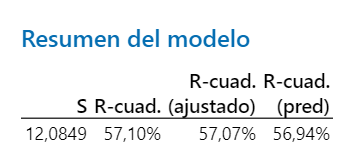 Resumen del modelo
R-cuad. R-cuad.
S R-cuad. (ajustado) (pred)
12,0849 57,10% 57,07% 56,94%